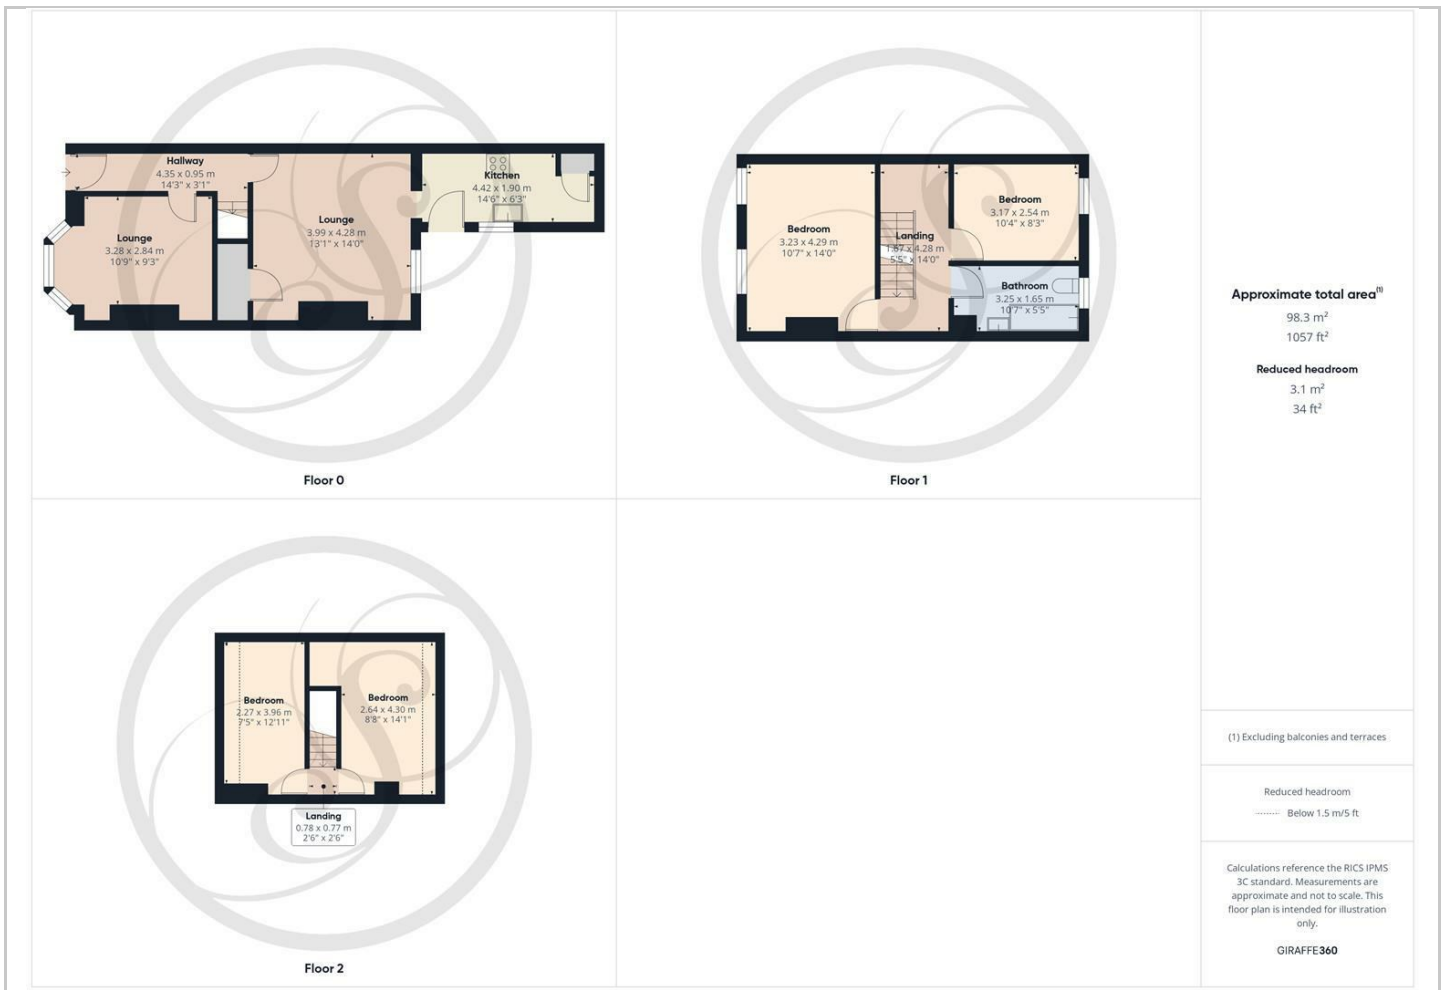 Hallway
4.35 x 0.95 m
14'3" x 3'1"
Lounge
3.28 x 2.84 m
10'9" x 9'3"
Lounge
3.99 x 4.28 m
13'1" x 14'0"
Kitchen
4.42 x 1.90 m
14'6" x 6'3"
Floor 0
Bedroom
3.23 x 4.29 m
10'7" x 14'0"
Landing
1.67 x 4.28 m
5'5" x 14'0"
Bedroom
3.17 x 2.54 m
10'4" x 8'3"
Bathroom
3.25 x 1.65 m
10'7" x 5'5"
Floor 1
Bedroom
2.27 x 3.96 m
7'5" x 12'11"
Bedroom
2.64 x 4.30 m
8'8" x 14'1"
Landing
0.78 x 0.77 m
2'6" x 2'6"
Floor 2
Approximate total area(1)
98.3 m²
1057 ft²
Reduced headroom
3.1 m²
34 ft²
(1) Excluding balconies and terraces
Reduced headroom
Below 1.5 m/5 ft
Calculations reference the RICS IPMS
3C standard. Measurements are
approximate and not to scale. This
floor plan is intended for illustration
only.
GIRAFFE360